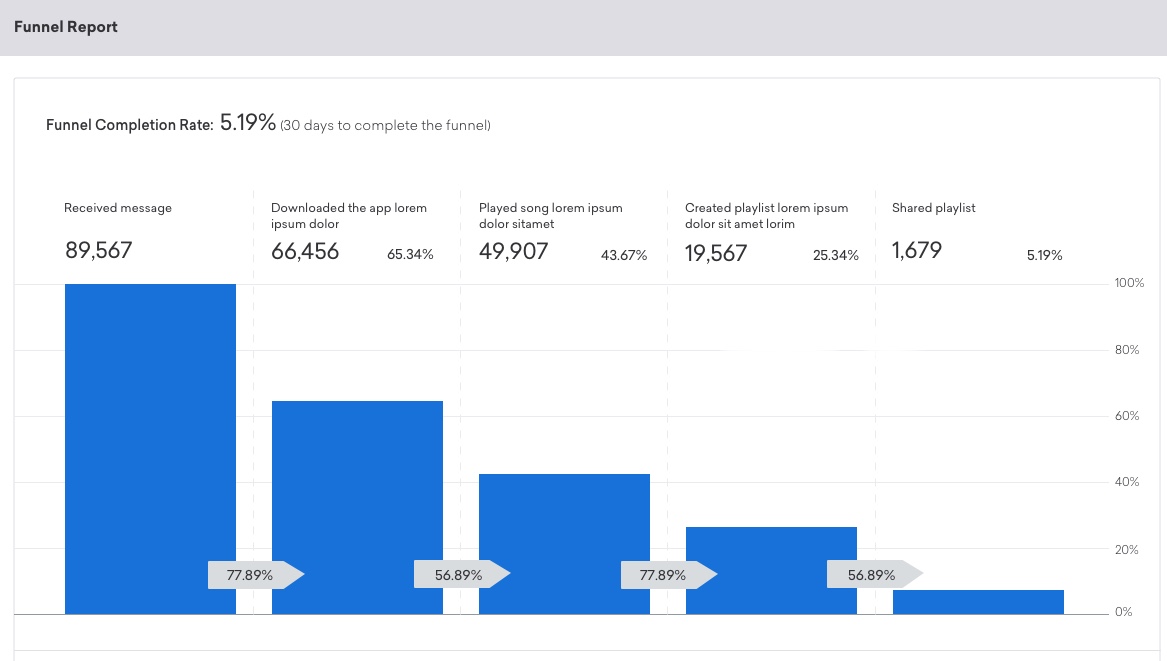 Funnel Report
Funnel Completion Rate: 5.19% (30 days to complete the funnel)
Received message
89,567
Downloaded the app lorem
ipsum dolor
66,456 65.34%
Played song lorem ipsum
dolor sitamet
49,907 43.67%
Created playlist lorem ipsum
dolor sit amet lorim
19,567 25.34%
Shared playlist
1,679 5.19%
100%
80%
60%
40%
20%
0%
77.89%
56.89%
77.89%
56.89%